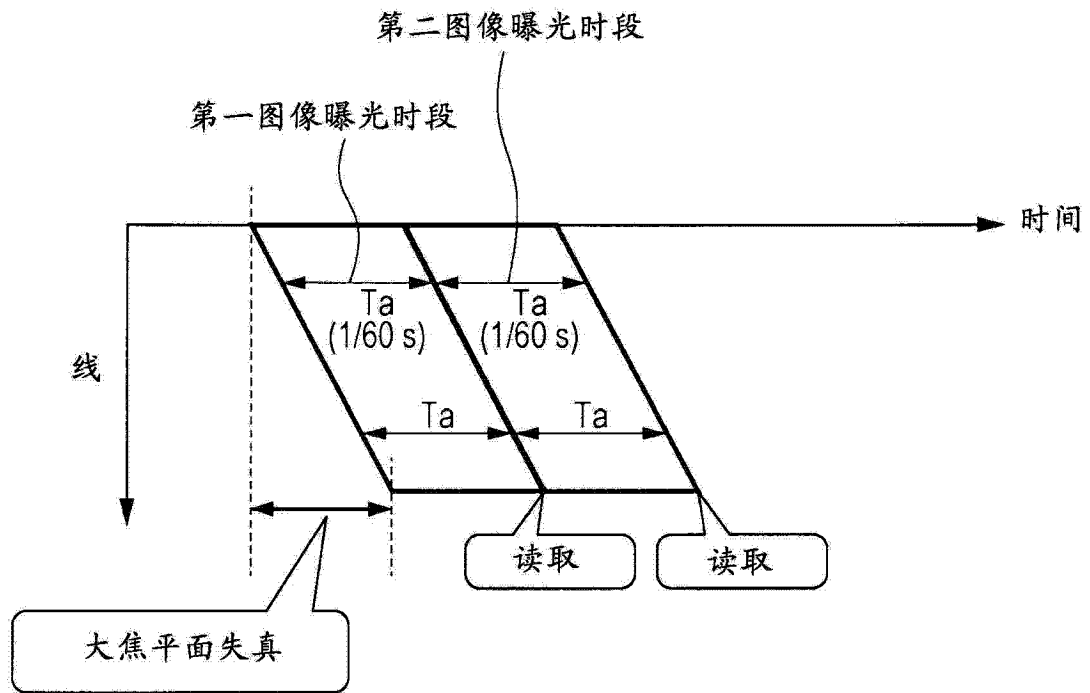 第二图像曝光时段
第一图像曝光时段
时间
Ta
(1/60 s)
Ta
(1/60 s)
线
Ta
Ta
读取
读取
大焦平面失真